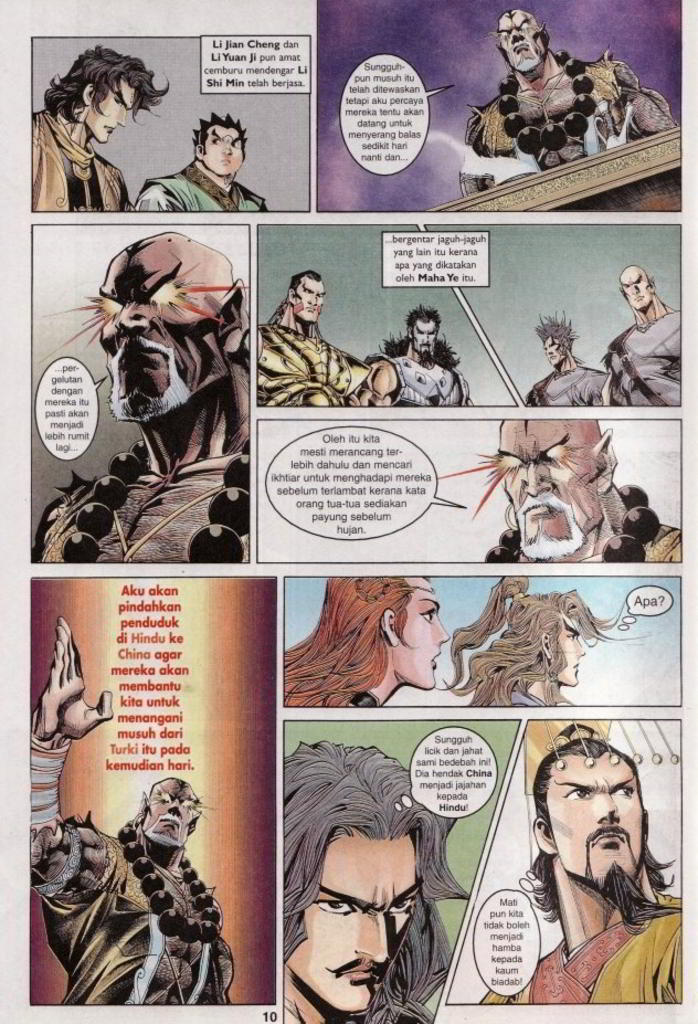 Li Jian Cheng dan
Li Yuan Ji pun amat
cemburu mendengar Li
Shi Min telah berjasa.
Sungguh-
pun musuh itu
telah ditewaskan
tetapi aku percaya
mereka tentu akan
datang untuk
menyerang balas
sedikit hari
nanti dan...
...per-
gelutan
dengan
mereka itu
pasti akan
menjadi
lebih rumit
lagi...
...bergentar jaguh-jaguh
yang lain itu kerana
apa yang dikatakan
oleh Maha Ye itu.
Oleh itu kita
mesti merancang ter-
lebih dahulu dan mencari
ikhtiar untuk menghadapi mereka
sebelum terlambat kerana kata
orang tua-tua sediakan
payung sebelum
hujan.
Aku akan
pindahkan
penduduk
di Hindu ke
China agar
mereka akan
membantu
kita untuk
menangani
musuh dari
Turki itu pada
kemudian hari.
Apa?
Sungguh
licik dan jahat
sami bedebah ini!
Dia hendak China
menjadi jajahan
kepada
Hindu!
Mati
pun kita
tidak boleh
menjadi
hamba
kepada
kaum
biadab!
10